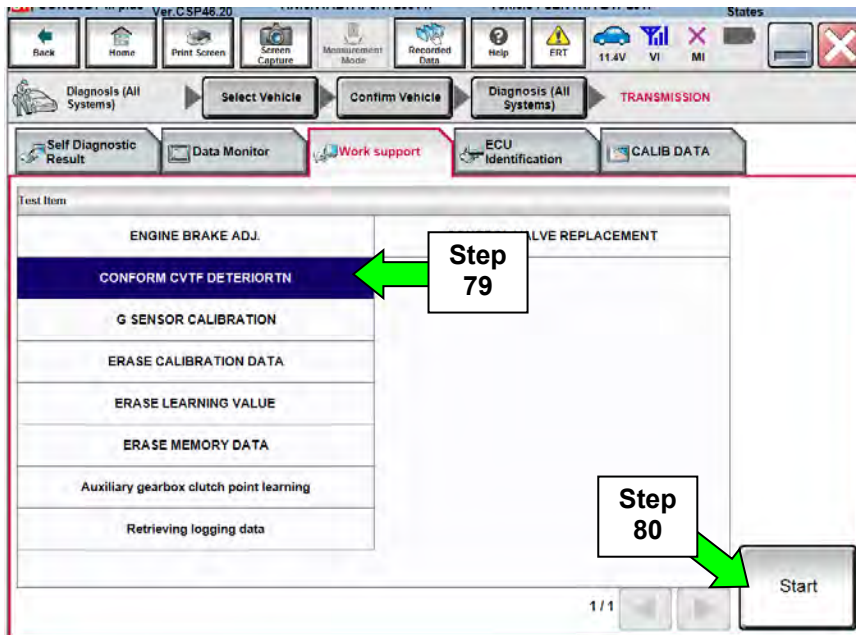 Ver.CSP46.20
States
Back
Home
Print Screen
Screen
Capture
Measurement
Mode
Recorded
Data
Help
ERT
11.4V
VI
MI
Diagnosis (All
Systems)
Select Vehicle
Confirm Vehicle
Diagnosis (All
Systems)
TRANSMISSION
Self Diagnostic
Result
Data Monitor
Work support
ECU
Identification
CALIB DATA
Test Item
ENGINE BRAKE ADJ.
LVE REPLACEMENT
Step
79
CONFORM CVTF DETERIORTN
G SENSOR CALIBRATION
ERASE CALIBRATION DATA
ERASE LEARNING VALUE
ERASE MEMORY DATA
Auxiliary gearbox clutch point learning
Retrieving logging data
Step
80
Start
1/1